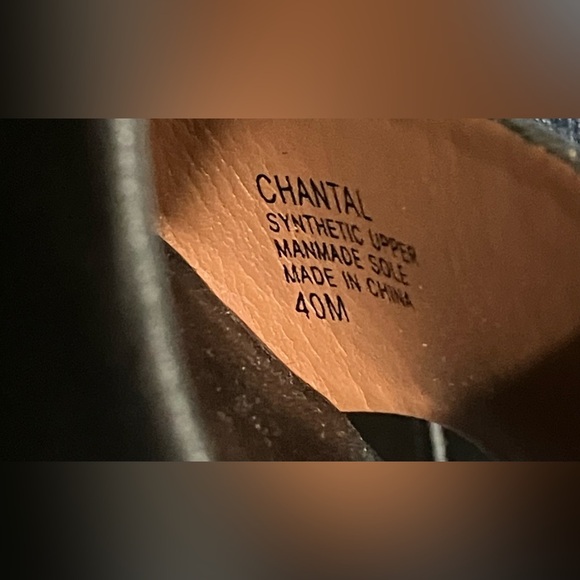 CHANTAL
SYNTHETIC UPPER
MANMADE SOLE
MADE IN CHINA
40M